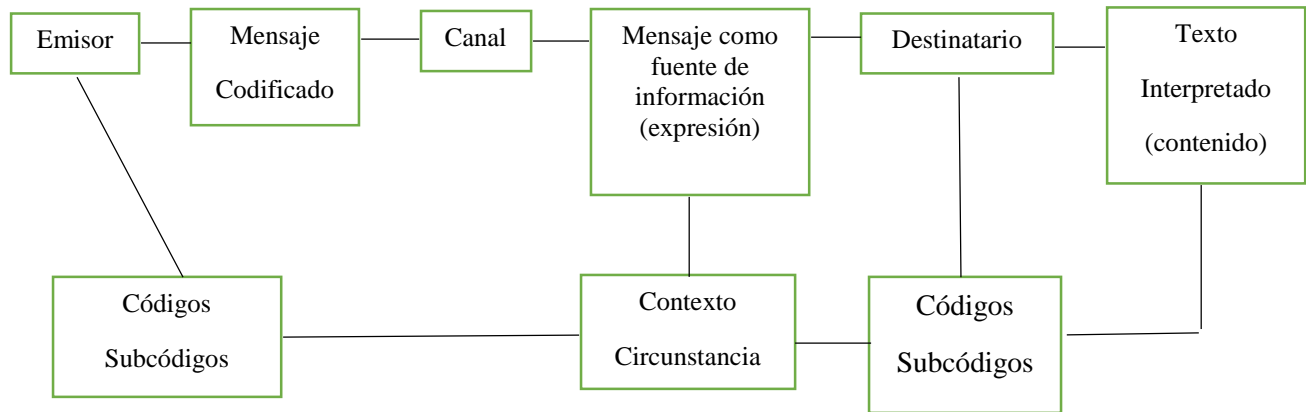 Emisor
Mensaje
Codificado
Canal
Mensaje como
fuente de
información
(expresión)
Destinatario
Texto
Interpretado
(contenido)
Códigos
Subcódigos
Contexto
Circunstancia
Códigos
Subcódigos